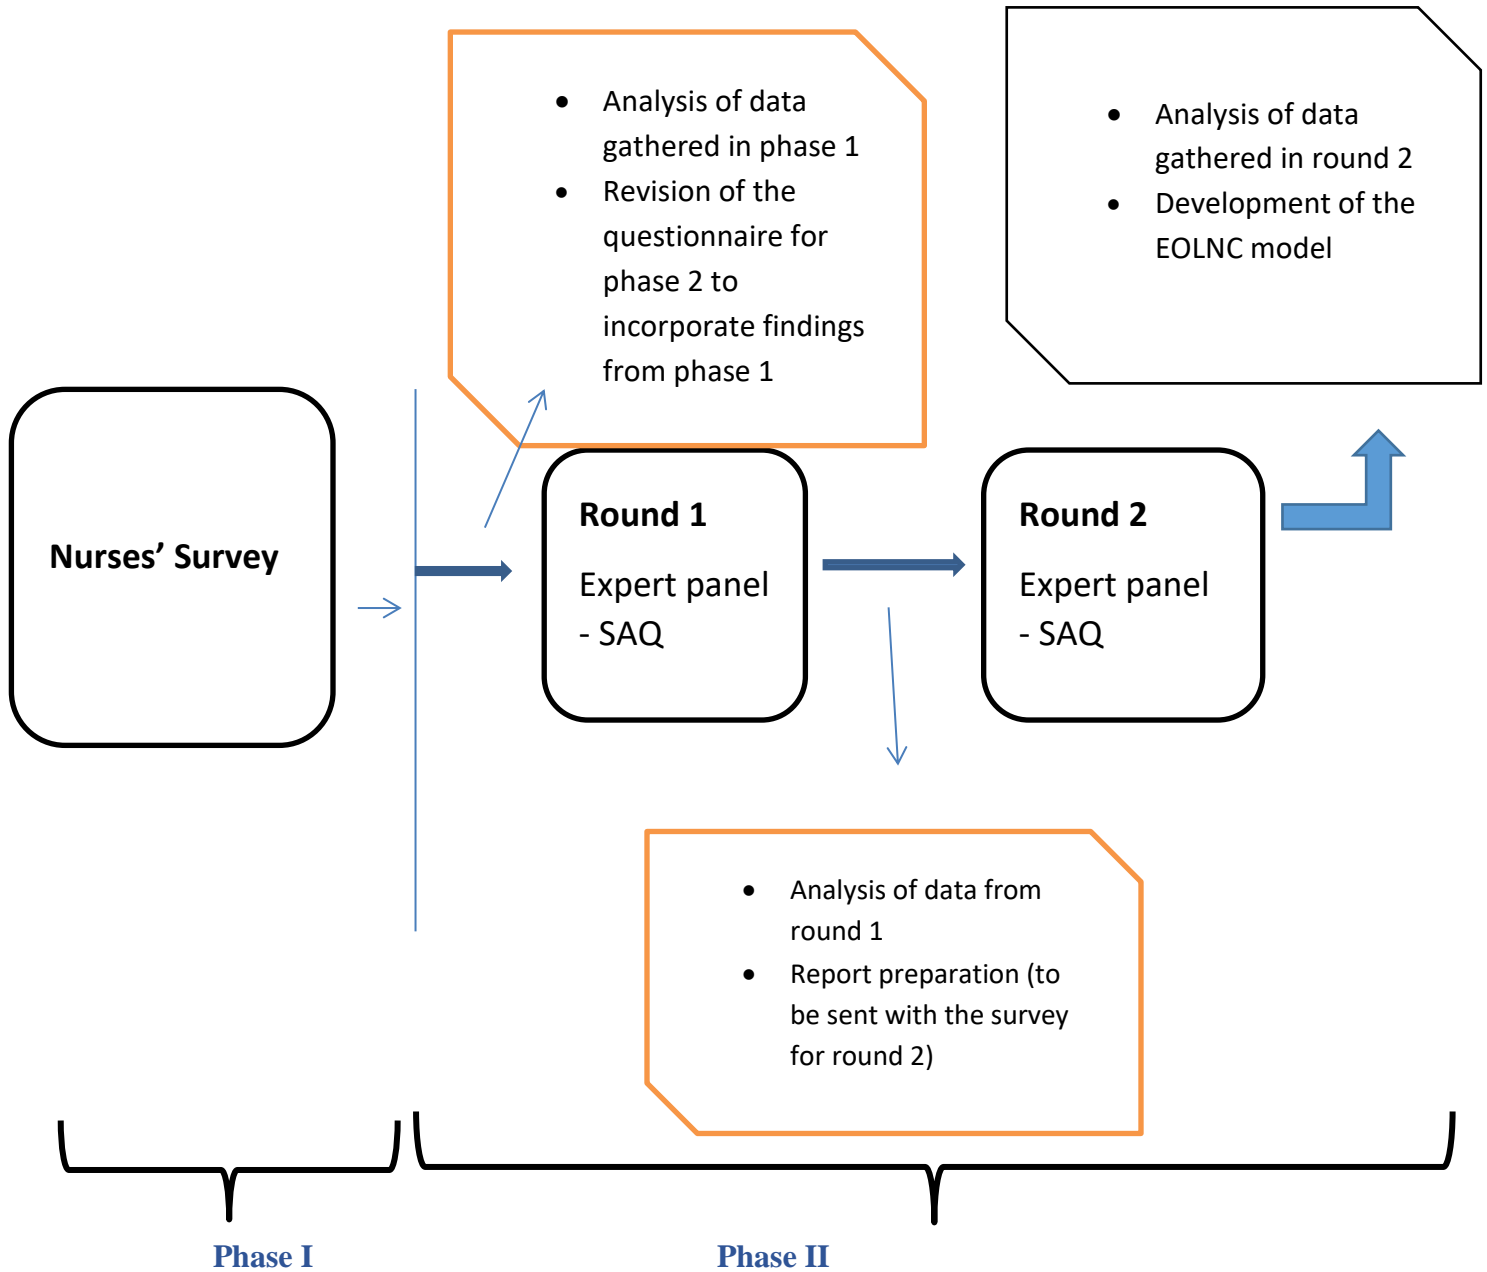 • Analysis of data
gathered in phase 1
• Revision of the
questionnaire for
phase 2 to
incorporate findings
from phase 1
• Analysis of data
gathered in round 2
• Development of the
EOLNC model
Nurses’ Survey
Round 1
Expert panel
- SAQ
Round 2
Expert panel
- SAQ
• Analysis of data from
round 1
• Report preparation (to
be sent with the survey
for round 2)
Phase I
Phase II